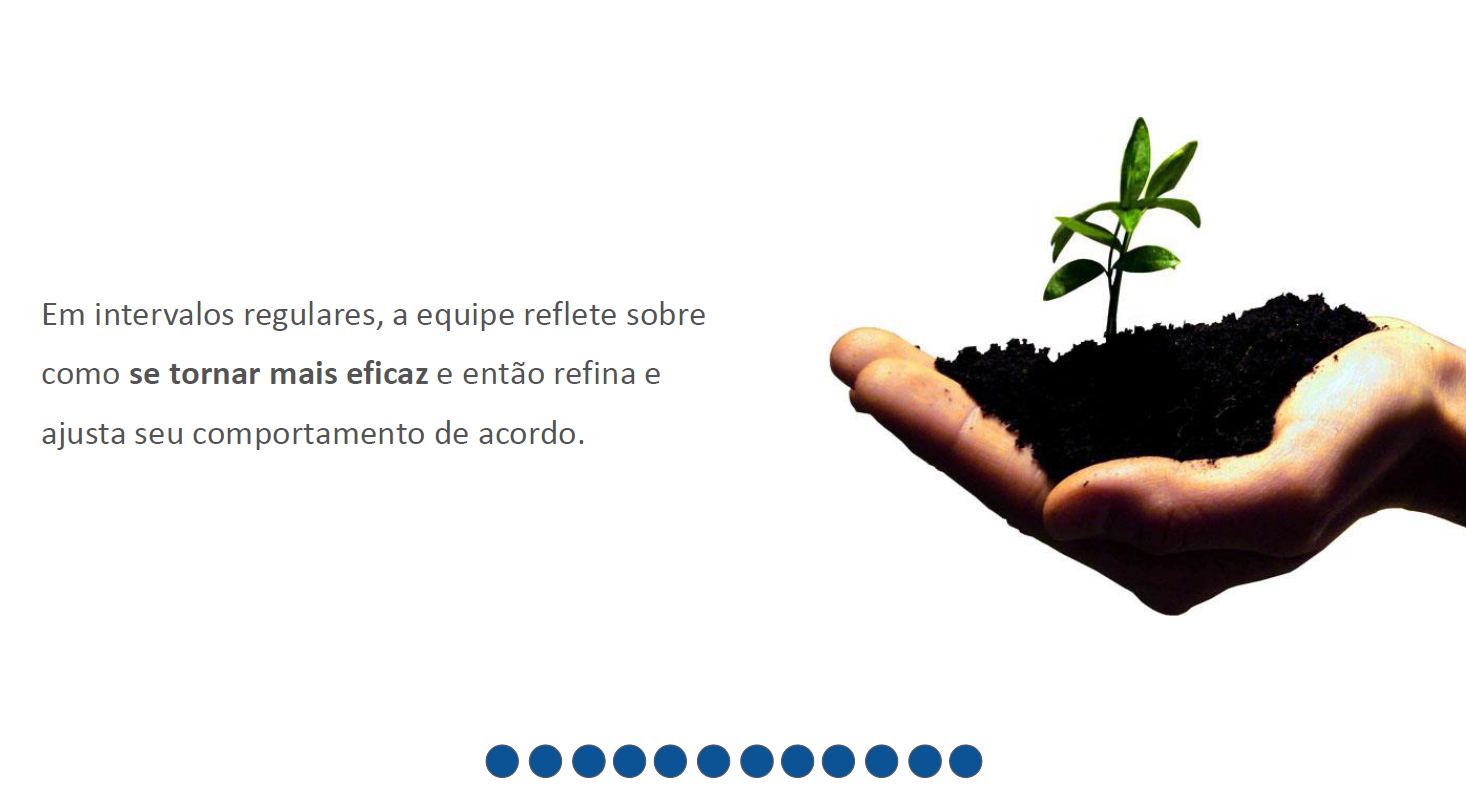 Em intervalos regulares, a equipe reflete sobre
como se tornar mais eficaz e então refina e
ajusta seu comportamento de acordo.